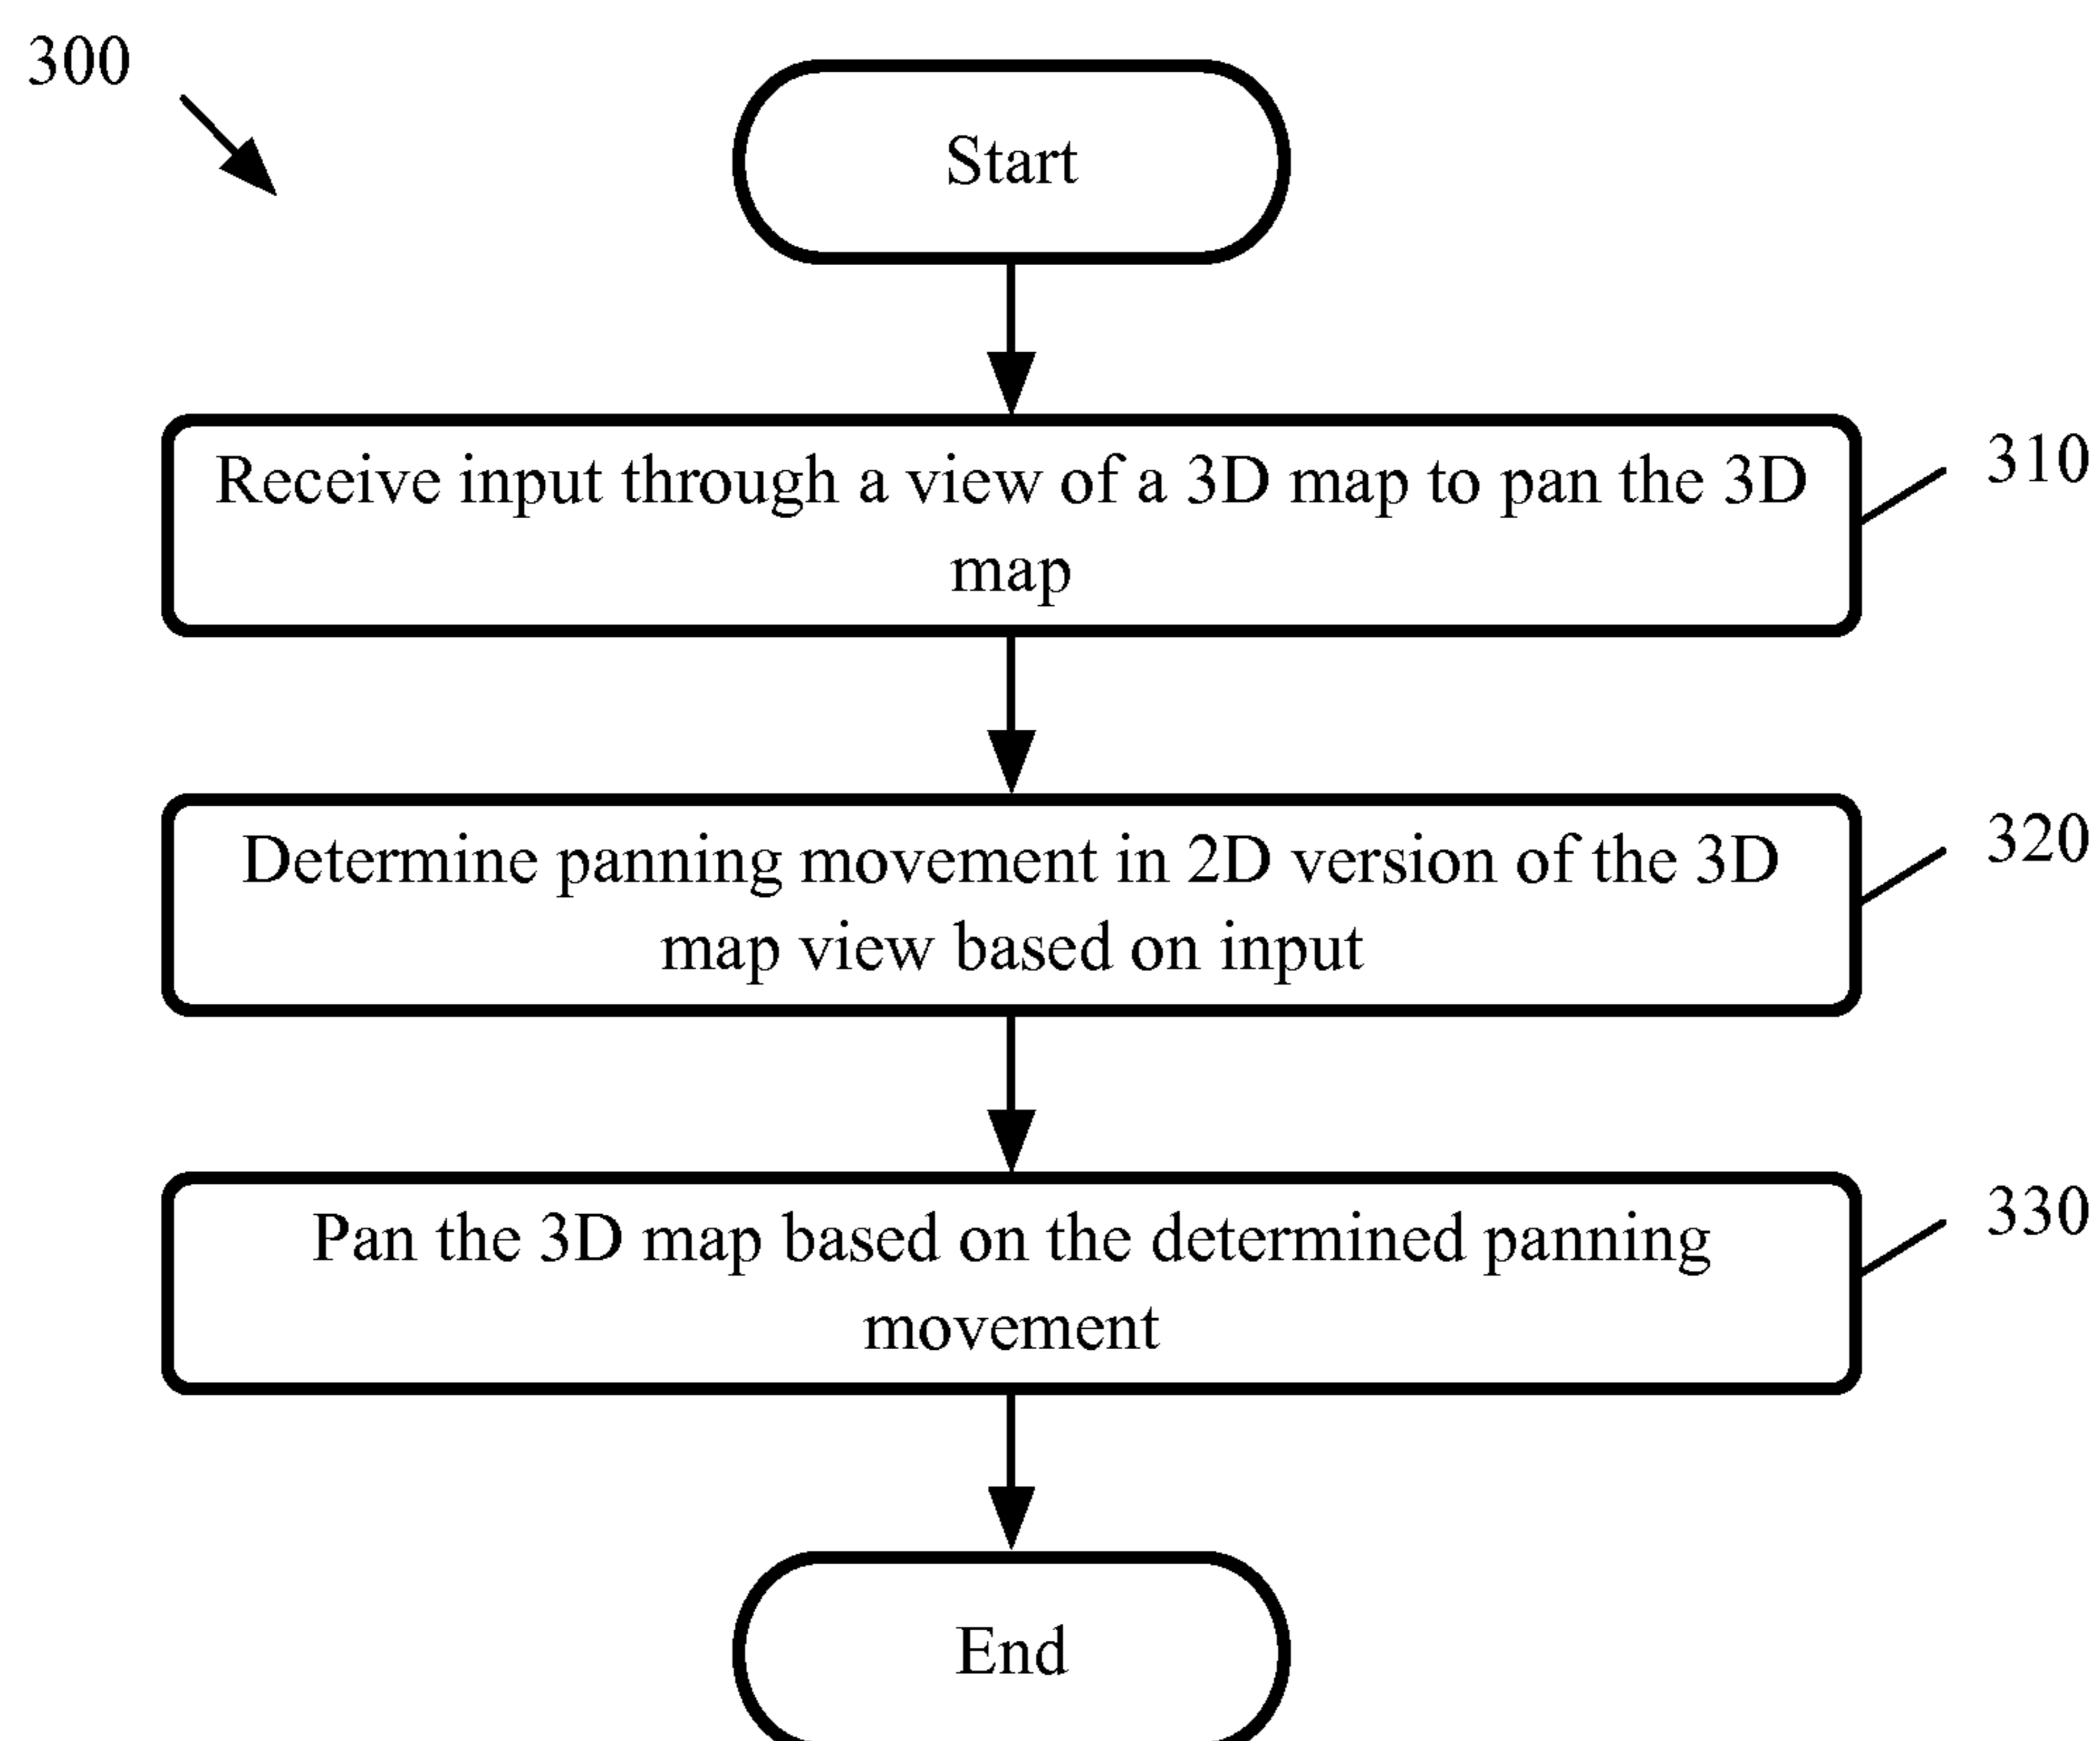 300
Start
Receive input through a view of a 3D map to pan the 3D
map
310
Determine panning movement in 2D version of the 3D
map view based on input
320
Pan the 3D map based on the determined panning
movement
330
End